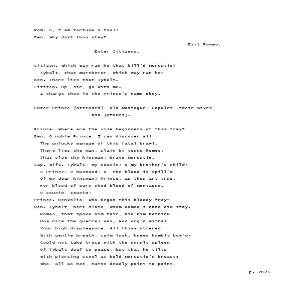 Rom. O, I am fortune's fool!
Ben. Why dost thou stay?
Exit Romeo.
Enter Citizens.
Citizen. Which way ran he that kill'd Mercutio?
Tybalt, that murtherer, which way ran he?
Ben. There lies that Tybalt.
Citizen. Up, sir, go with me.
I charge thee in the Prince's name obey.
Enter Prince [attended], Old Montague, Capulet, their Wives,
and [others].
Prince. Where are the vile beginners of this fray?
Ben. O noble Prince. I can discover all
The unlucky manage of this fatal brawl.
There lies the man, slain by young Romeo,
That slew thy kinsman, brave Mercutio.
Cap. Wife. Tybalt, my cousin! O my brother's child!
O Prince! O husband! O, the blood is spill'd
Of my dear kinsman! Prince, as thou art true,
For blood of ours shed blood of Montague.
O cousin, cousin!
Prince. Benvolio, who began this bloody fray?
Ben. Tybalt, here slain, whom Romeo's hand did slay.
Romeo, that spoke him fair, bid him bethink
How nice the quarrel was, and urg'd withal
Your high displeasure. All this- uttered
With gentle breath, calm look, knees humbly bow'd-
Could not take truce with the unruly spleen
Of Tybalt deaf to peace, but that he tilts
With piercing steel at bold Mercutio's breast;
Who, all as hot, turns deadly point to point,